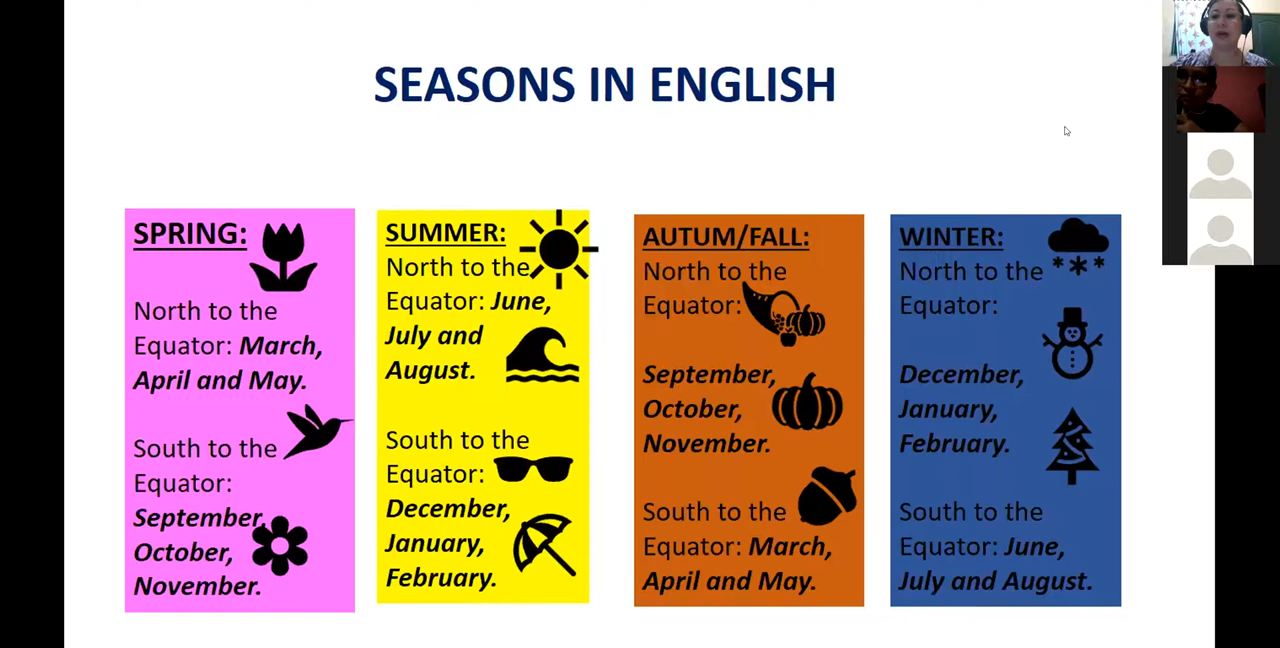 SEASONS IN ENGLISH
SPRING:
North to the
Equator: March,
April and May.
South to the
Equator:
September,
October,
November.
SUMMER:
North to the
Equator: June,
July and
August.
South to the
Equator:
December,
January,
February.
AUTUM/FALL:
North to the
Equator:
September,
October,
November.
South to the
Equator: March,
April and May.
WINTER:
North to the
Equator:
December,
January,
February.
South to the
Equator: June,
July and August.